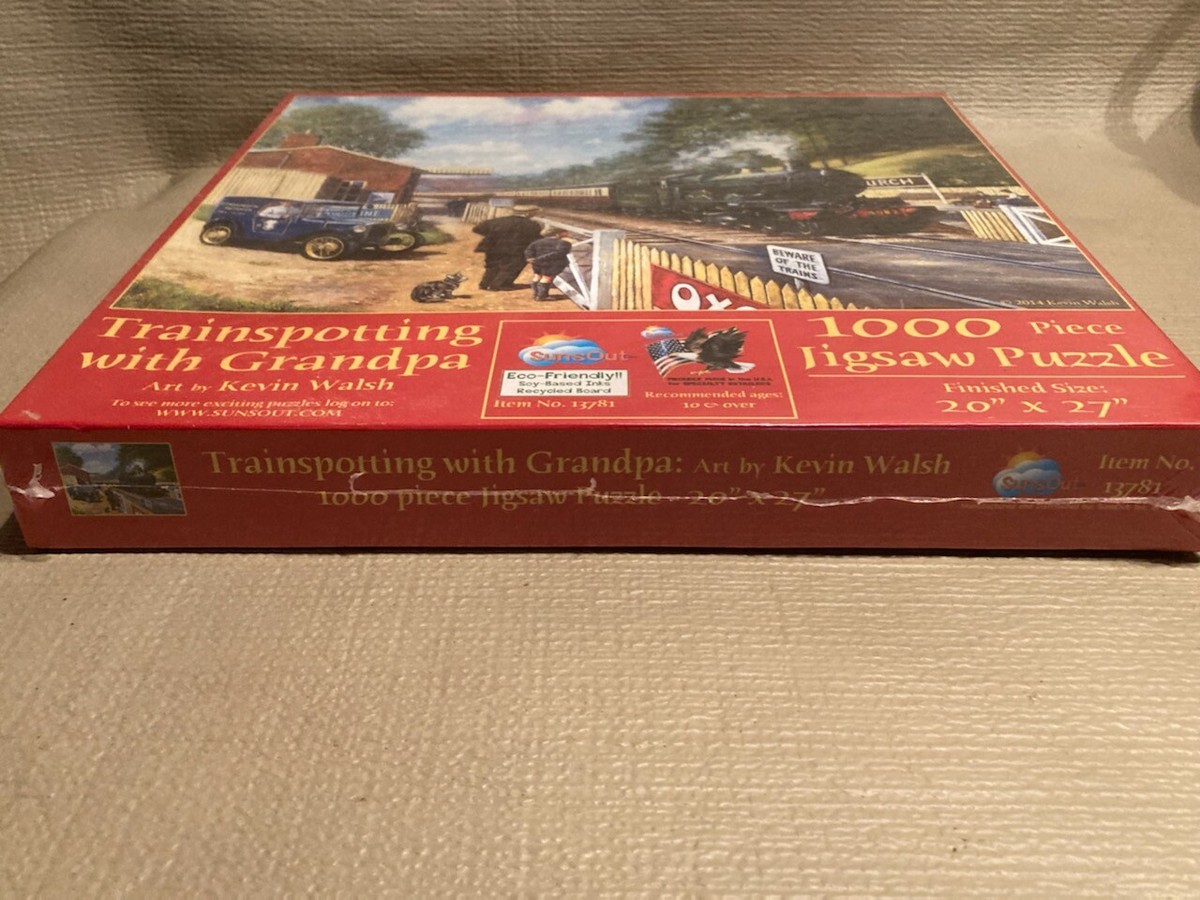 URCH
BEWARE
OF THE
TRAINS
Oxo
© 2014 Kevin Walsh
Trainspotting
with Grandpa
Art by Kevin Walsh
To see more exciting puzzles log on to:
WWW.SUNSOUT.COM
SunsOut
Eco-Friendly!!
Soy-Based Inks
Recycled Board
Item No. 13781
Recommended ages:
10 & over
1000 Piece
Jigsaw Puzzle
Finished Size:
20" x 27"
Trainspotting with Grandpa: Art by Kevin Walsh
1000 piece Jigsaw Puzzle - 20" x 27"
SunsOut
Item No.
13781